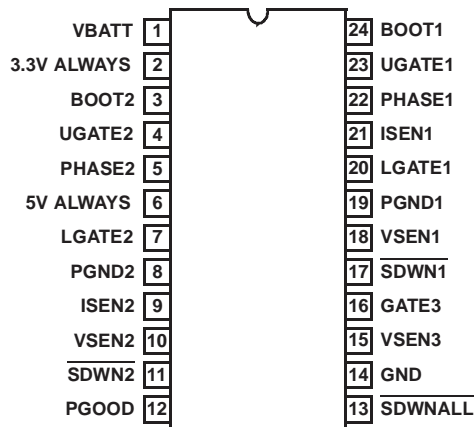 VBATT 1 24 BOOT1
3.3V ALWAYS 2 23 UGATE1
BOOT2 3 22 PHASE1
UGATE2 4 21 ISEN1
PHASE2 5 20 LGATE1
5V ALWAYS 6 19 PGND1
LGATE2 7 18 VSEN1
PGND2 8 17 SDWN1
ISEN2 9 16 GATE3
VSEN2 10 15 VSEN3
SDWN2 11 14 GND
PGOOD 12 13 SDWNALL